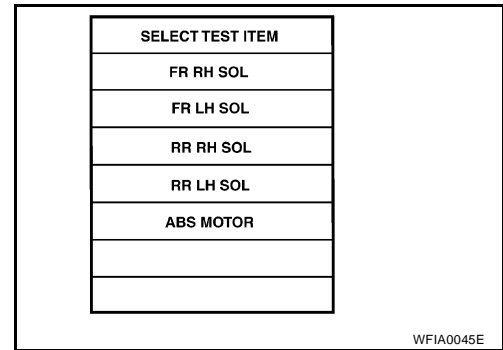 SELECT TEST ITEM
FR RH SOL
FR LH SOL
RR RH SOL
RR LH SOL
ABS MOTOR
WFIA0045E